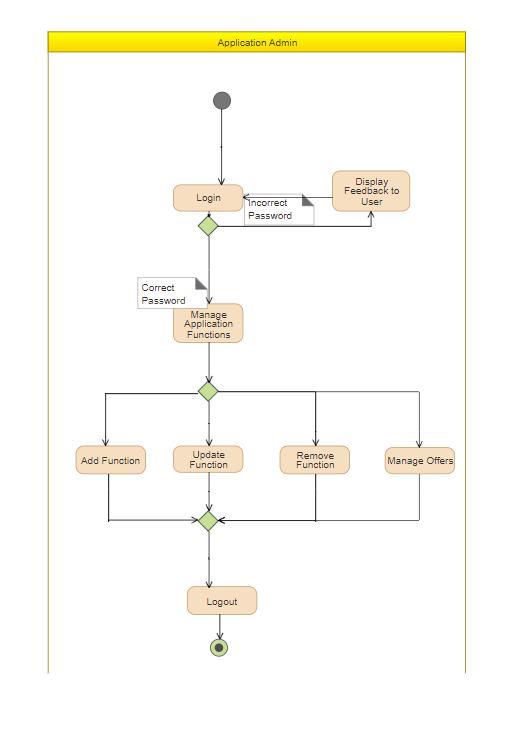 Application Admin
Display
Feedback to
User
Login
Incorrect
Password
Correct
Password
Manage
Application
Functions
Add Function
Update
Function
Remove
Function
Manage Offers
Logout